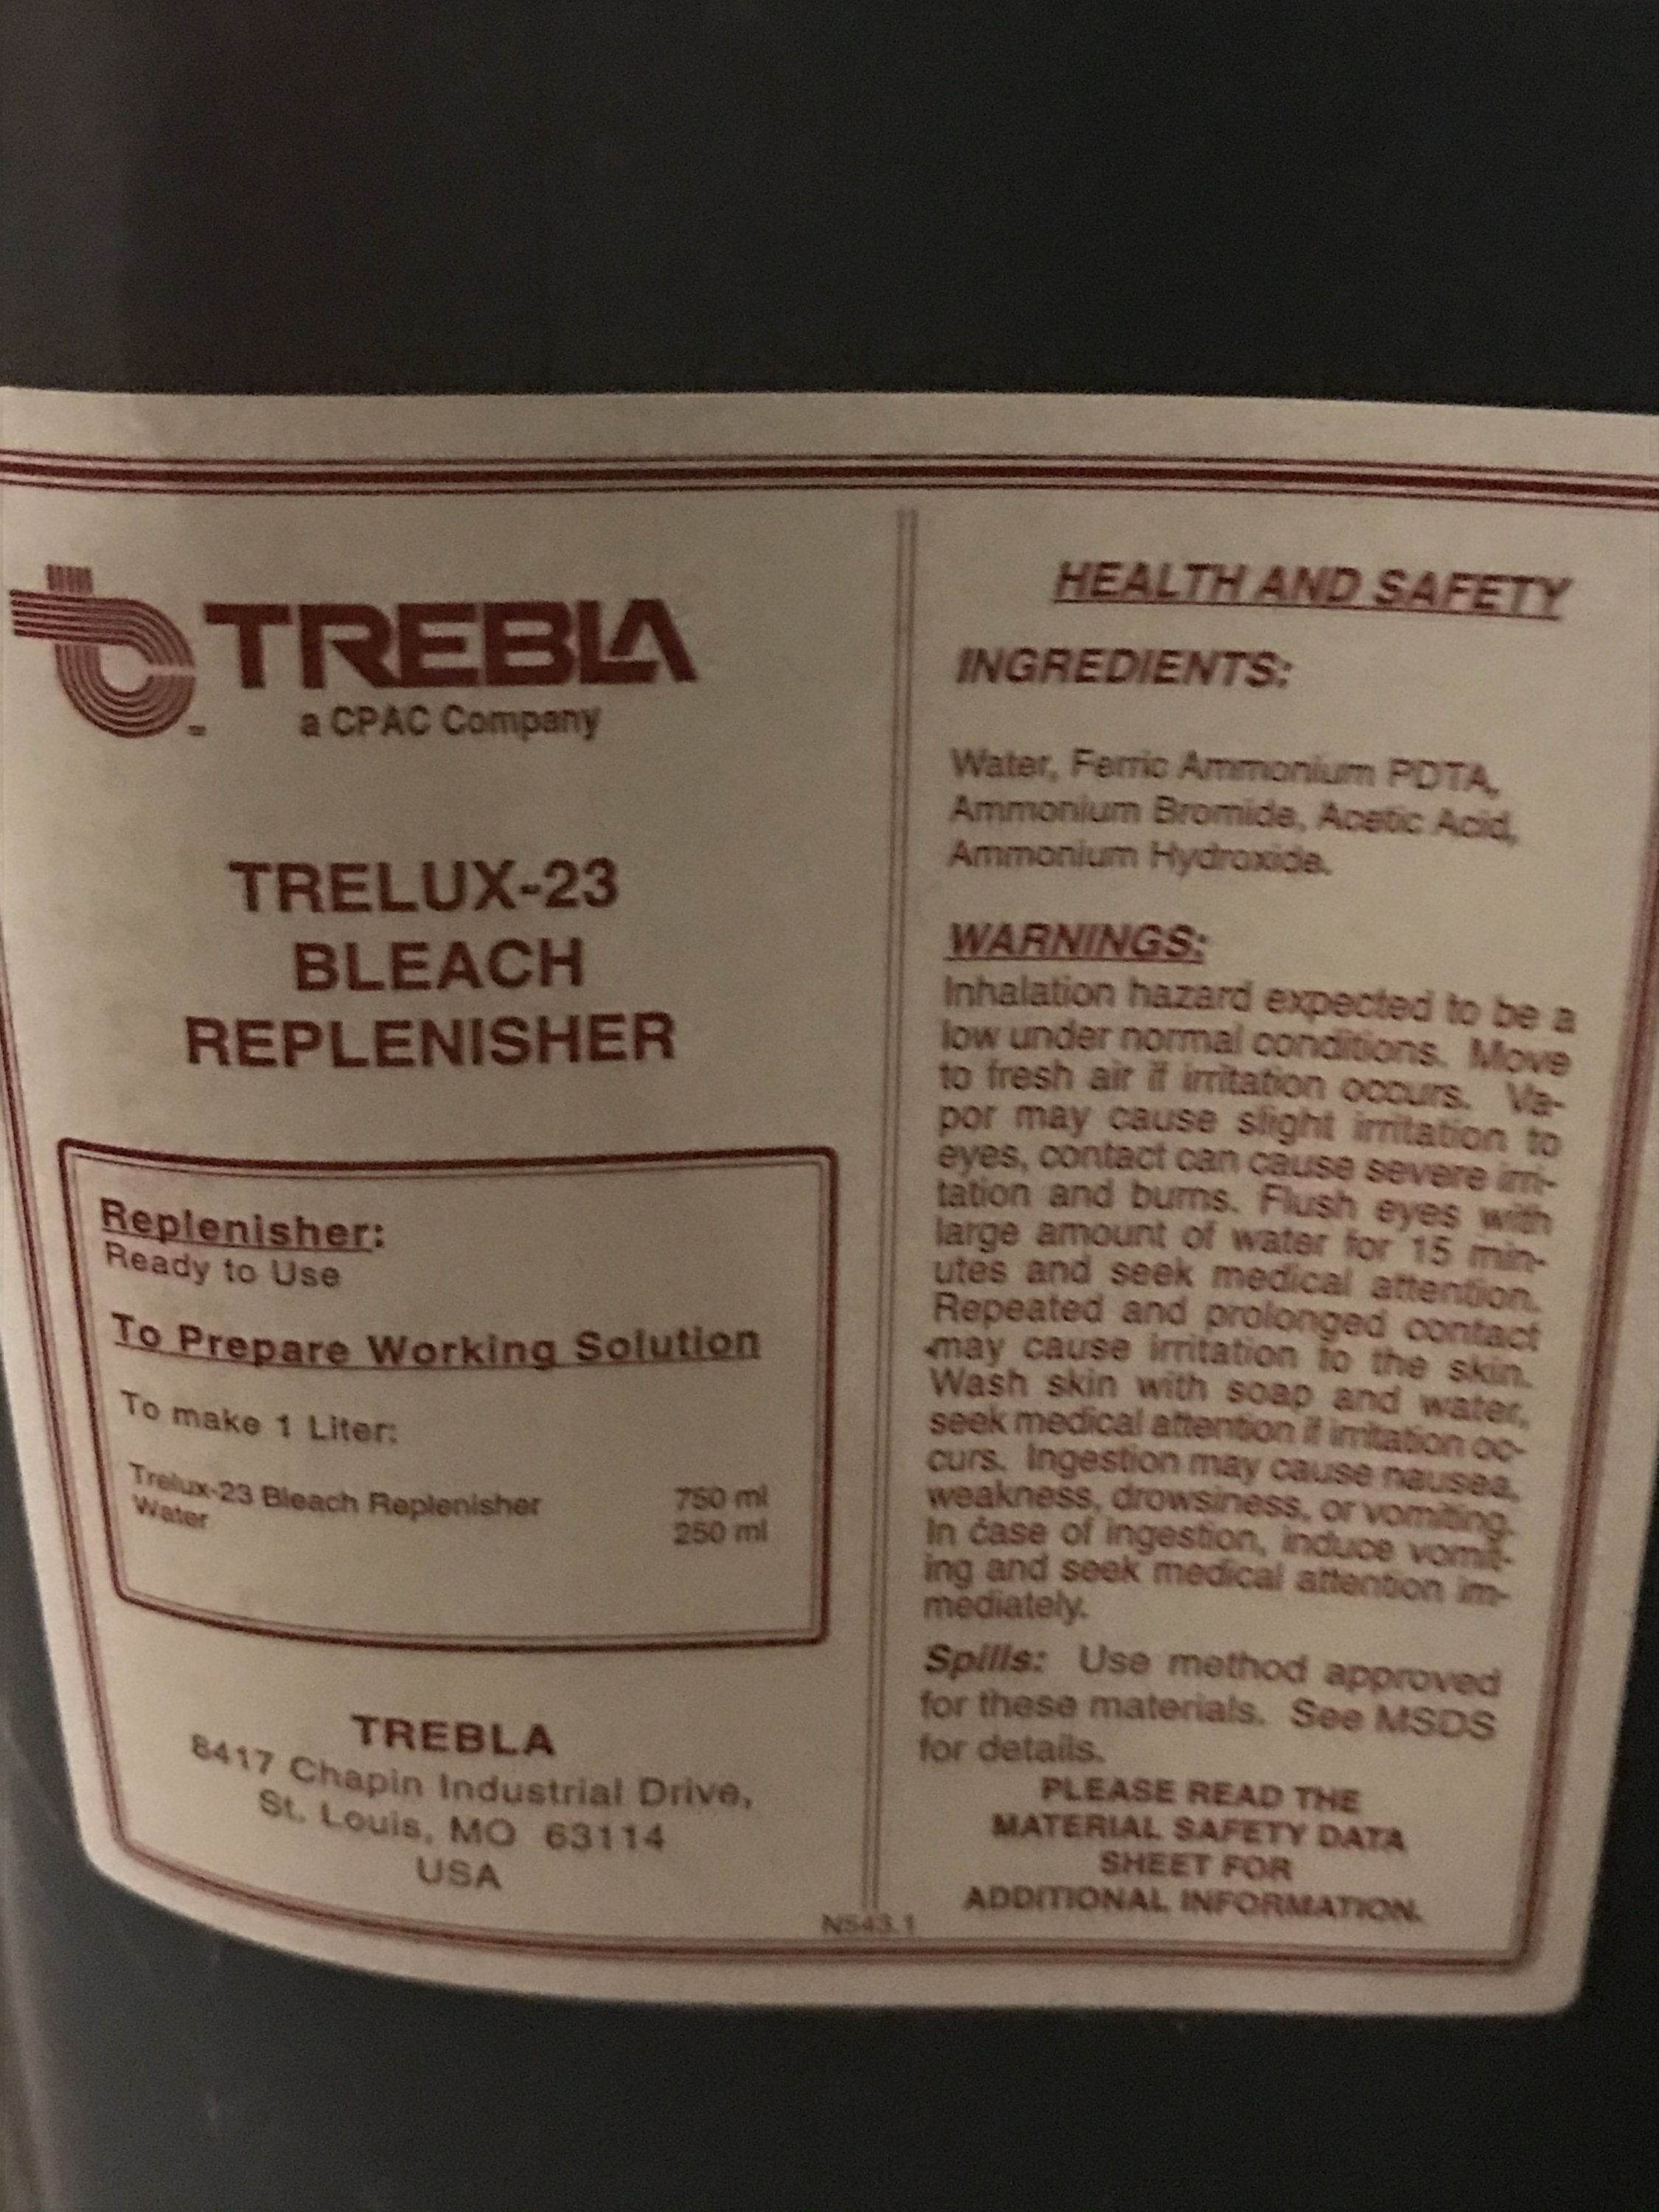 TREBLA
a CPAC Company
TRELUX-23
BLEACH
REPLENISHER
Replenisher:
Ready to Use
To Prepare Working Solution
To make 1 Liter:
Trelux-23 Bleach Replenisher 750 ml
Water 250 ml
TREBLA
8417 Chapin Industrial Drive,
St. Louis, MO 63114
USA
N543.1
HEALTH AND SAFETY
INGREDIENTS:
Water, Ferric Ammonium PDTA,
Ammonium Bromide, Acetic Acid,
Ammonium Hydroxide.
WARNINGS:
Inhalation hazard expected to be a
low under normal conditions. Move
to fresh air if irritation occurs. Va-
por may cause slight irritation to
eyes, contact can cause severe irri-
tation and burns. Flush eyes with
large amount of water for 15 min-
utes and seek medical attention.
Repeated and prolonged contact
may cause irritation to the skin.
Wash skin with soap and water,
seek medical attention if irritation oc-
curs. Ingestion may cause nausea,
weakness, drowsiness, or vomiting.
In case of ingestion, induce vomit-
ing and seek medical attention im-
mediately.
Spills: Use method approved
for these materials. See MSDS
for details.
PLEASE READ THE
MATERIAL SAFETY DATA
SHEET FOR
ADDITIONAL INFORMATION.